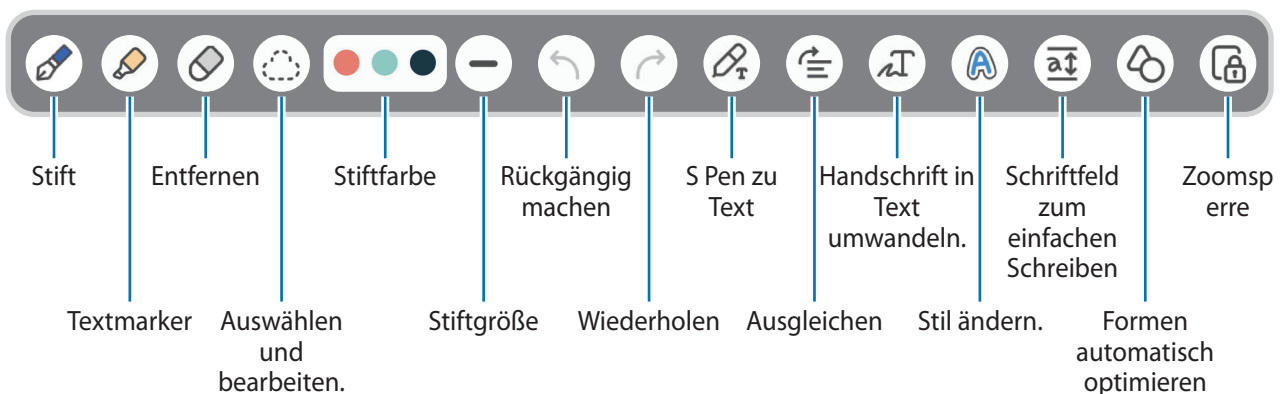 Stift
Entfernen
Stiftfarbe
Rückgängig
machen
S Pen zu
Text
Handschrift in
Text
umwandeln.
Schriftfeld
zum
einfachen
Schreiben
Zoomsp
erre
Textmarker
Auswählen
und
bearbeiten.
Stiftgröße
Wiederholen
Ausgleichen
Stil ändern.
Formen
automatisch
optimieren